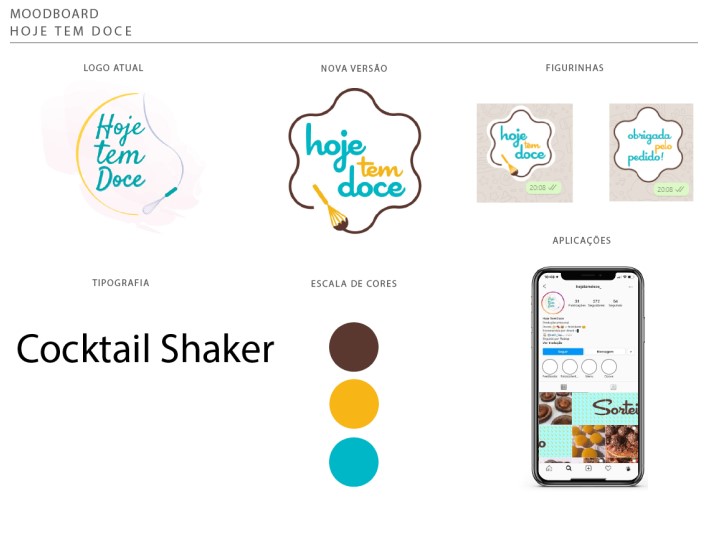 MOODBOARD
HOJE TEM DOCE
LOGO ATUAL
NOVA VERSÃO
FIGURINHAS
Hoje
tem
Doce
hoje
tem
doce
hoje
tem
doce
20:08
obrigada
pelo
pedido!
20:08
APLICAÇÕES
TIPOGRAFIA
ESCALA DE CORES
Cocktail Shaker
hojetemdoce_
Seguir
Mensagem
Sortei